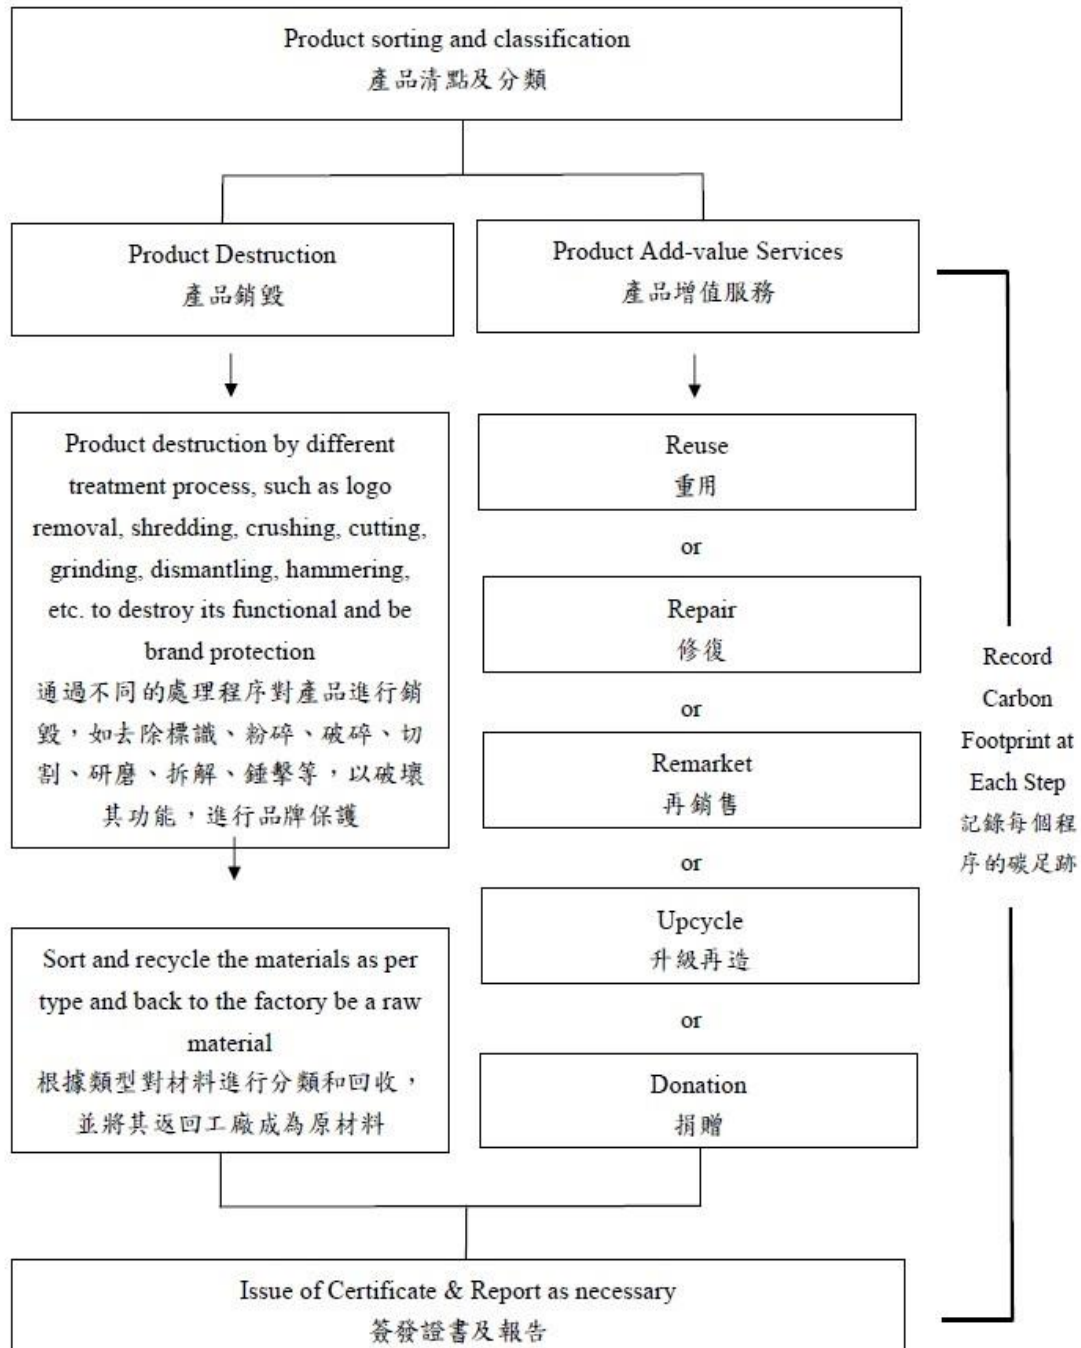 Product sorting and classification
產品清點及分類
Product Destruction
產品銷毀
Product Add-value Services
產品增值服務
Product destruction by different
treatment process, such as logo
removal, shredding, crushing, cutting,
grinding, dismantling, hammering,
etc. to destroy its functional and be
brand protection
通過不同的處理程序對產品進行銷
毀，如去除標識、粉碎、破碎、切
割、研磨、拆解、錘擊等，以破壞
其功能，進行品牌保護
Sort and recycle the materials as per
type and back to the factory be a raw
material
根據類型對材料進行分類和回收，
並將其返回工廠成為原材料
Reuse
重用
or
Repair
修復
or
Remarket
再銷售
or
Upcycle
升級再造
or
Donation
捐贈
Record
Carbon
Footprint at
Each Step
記錄每個程
序的碳足跡
Issue of Certificate & Report as necessary
簽發證書及報告